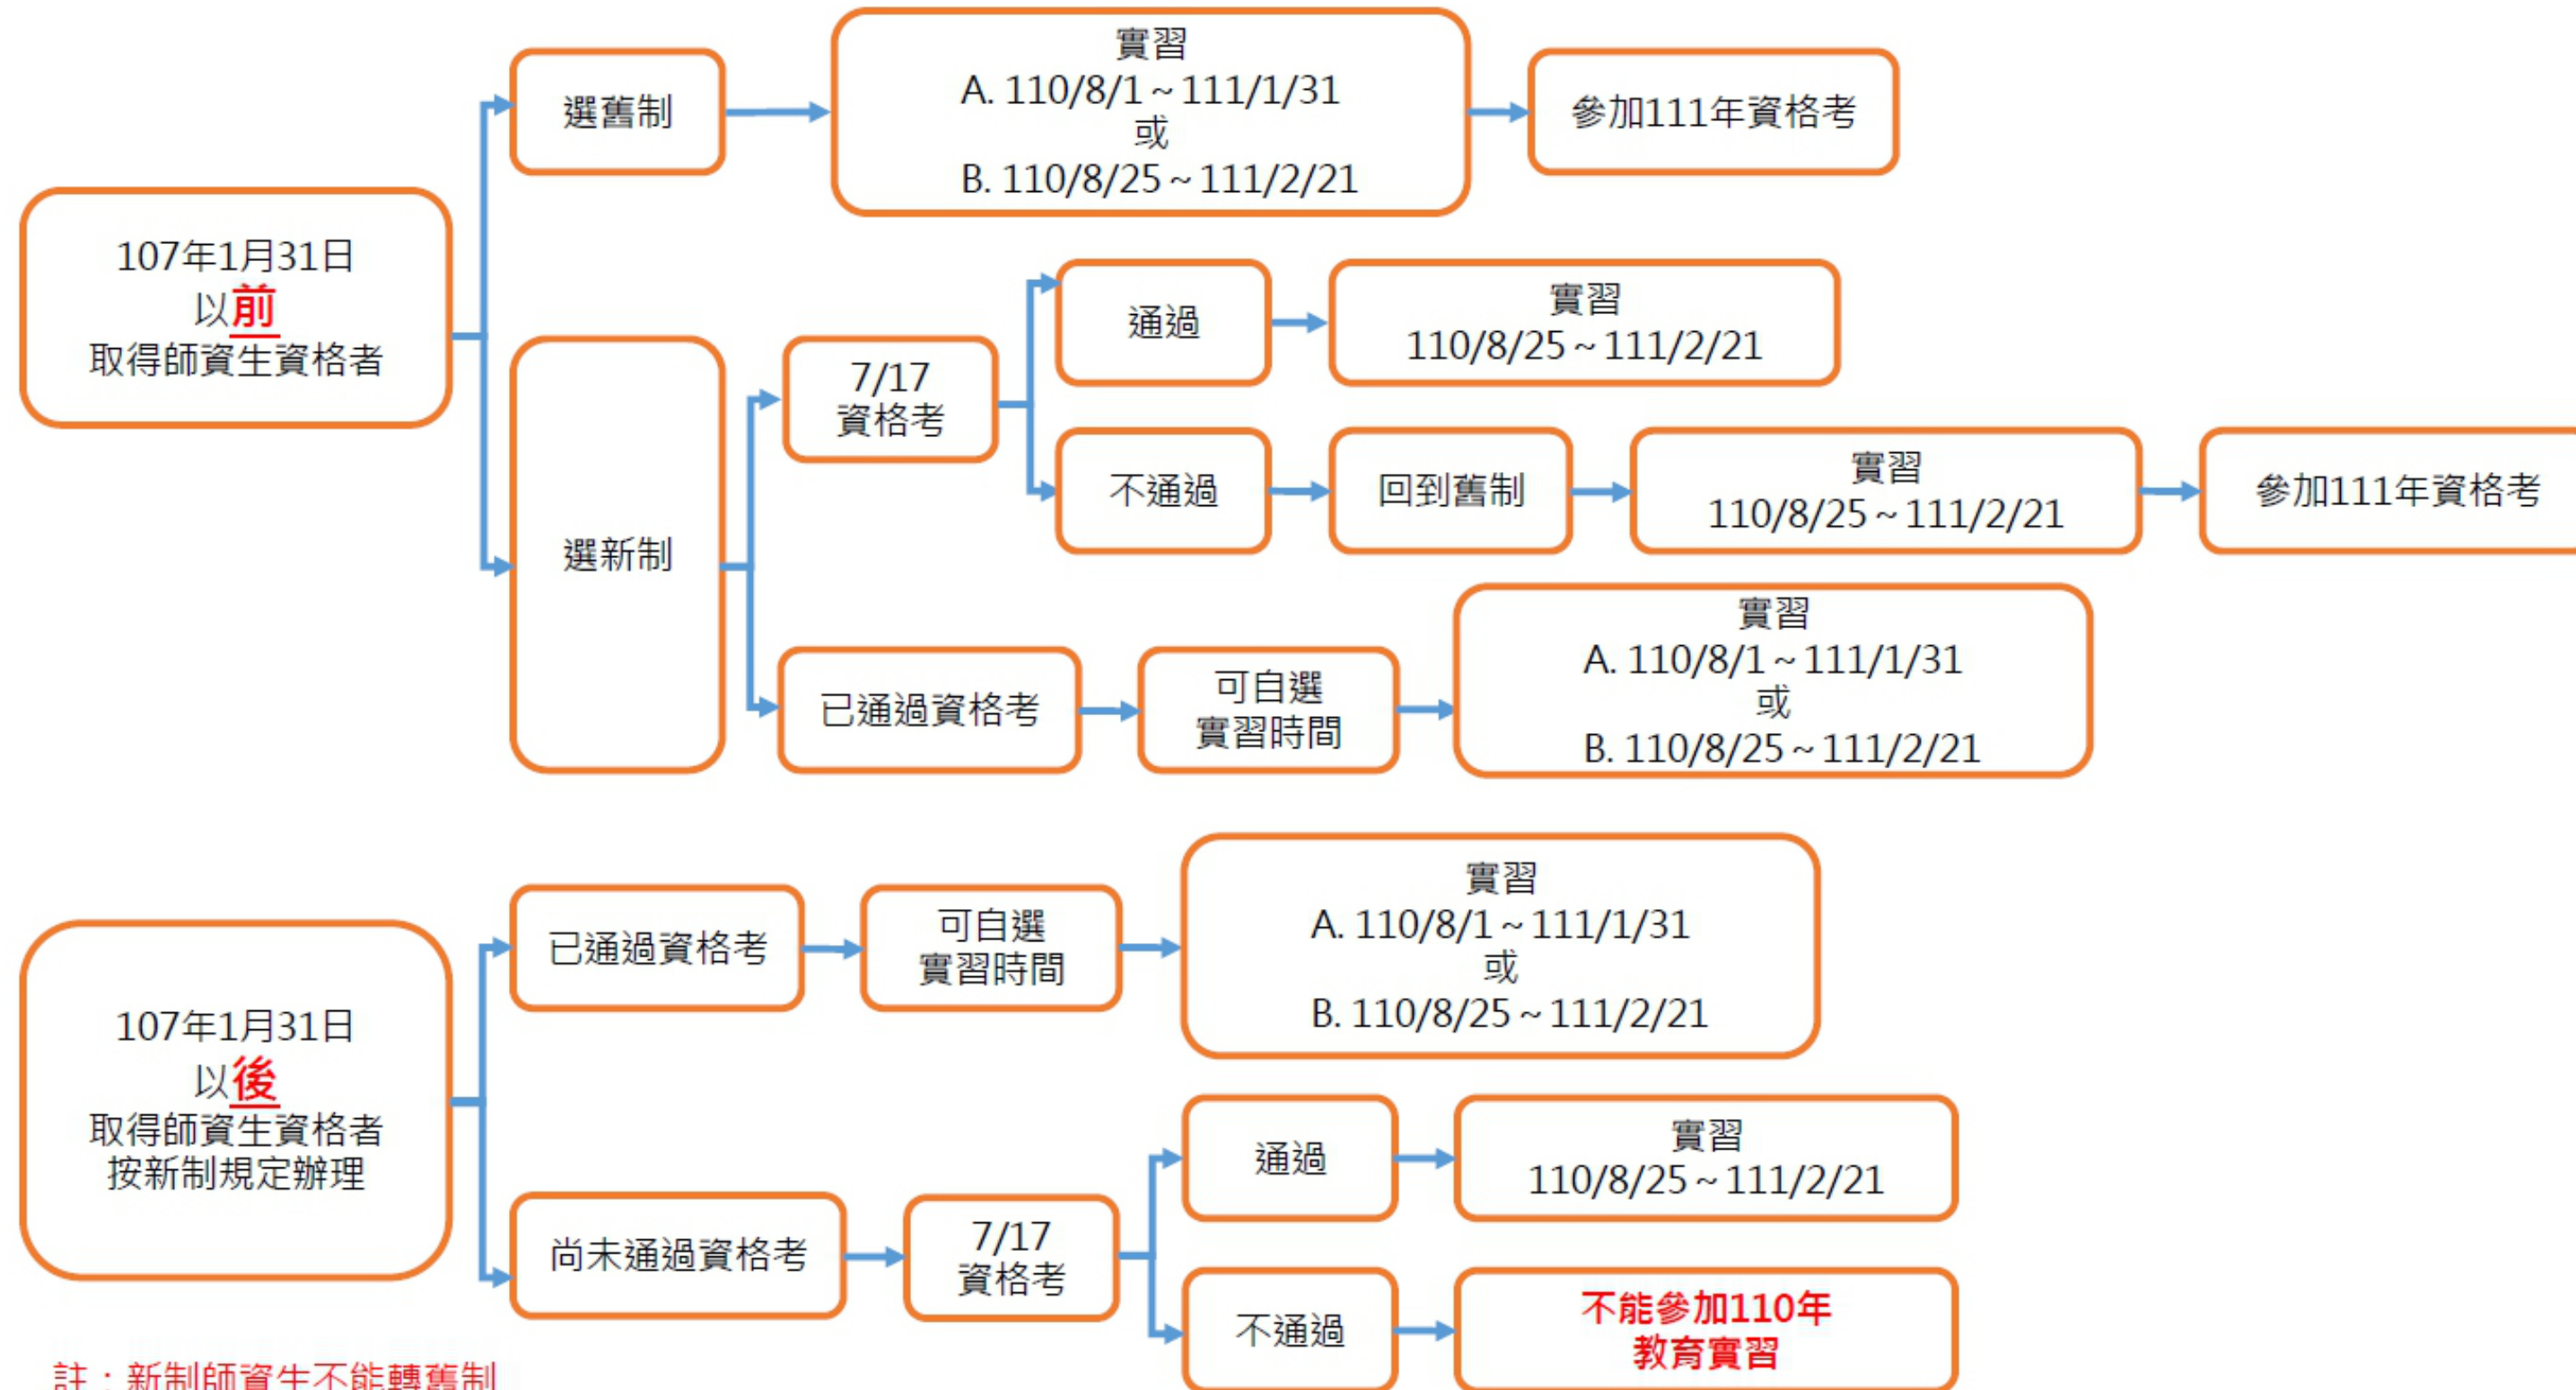 107年1月31日
以前
取得師資生資格者
選舊制
實習
A. 110/8/1~111/1/31
或
B. 110/8/25~111/2/21
參加111年資格考
選新制
7/17
資格考
通過
實習
110/8/25~111/2/21
不通過
回到舊制
實習
110/8/25~111/2/21
參加111年資格考
已通過資格考
可自選
實習時間
實習
A. 110/8/1~111/1/31
或
B. 110/8/25~111/2/21
107年1月31日
以後
取得師資生資格者
按新制規定辦理
已通過資格考
可自選
實習時間
實習
A. 110/8/1~111/1/31
或
B. 110/8/25~111/2/21
尚未通過資格考
7/17
資格考
通過
實習
110/8/25~111/2/21
不通過
不能參加110年
教育實習
註：新制師資生不能轉舊制